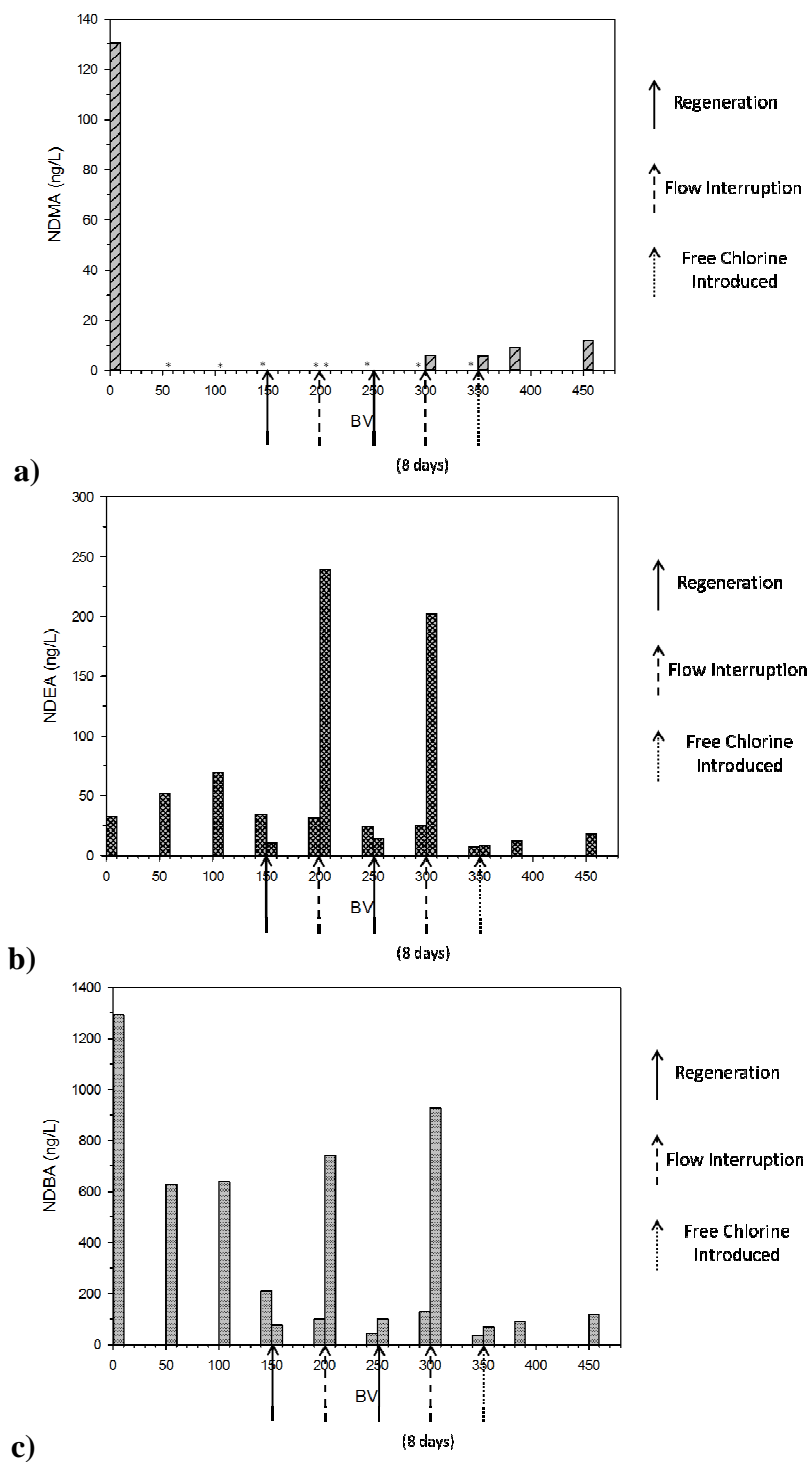 140
120
100
80
60
40
20
0
NDMA (ng/L)
* * * * * * * *
0 50 100 150 200 250 300 350 400 450
BV
(8 days)
Regeneration
Flow Interruption
Free Chlorine
Introduced
a)
300
250
200
150
100
50
0
NDEA (ng/L)
0 50 100 150 200 250 300 350 400 450
BV
(8 days)
Regeneration
Flow Interruption
Free Chlorine
Introduced
b)
1400
1200
1000
800
600
400
200
0
NDBA (ng/L)
0 50 100 150 200 250 300 350 400 450
BV
(8 days)
Regeneration
Flow Interruption
Free Chlorine
Introduced
c)